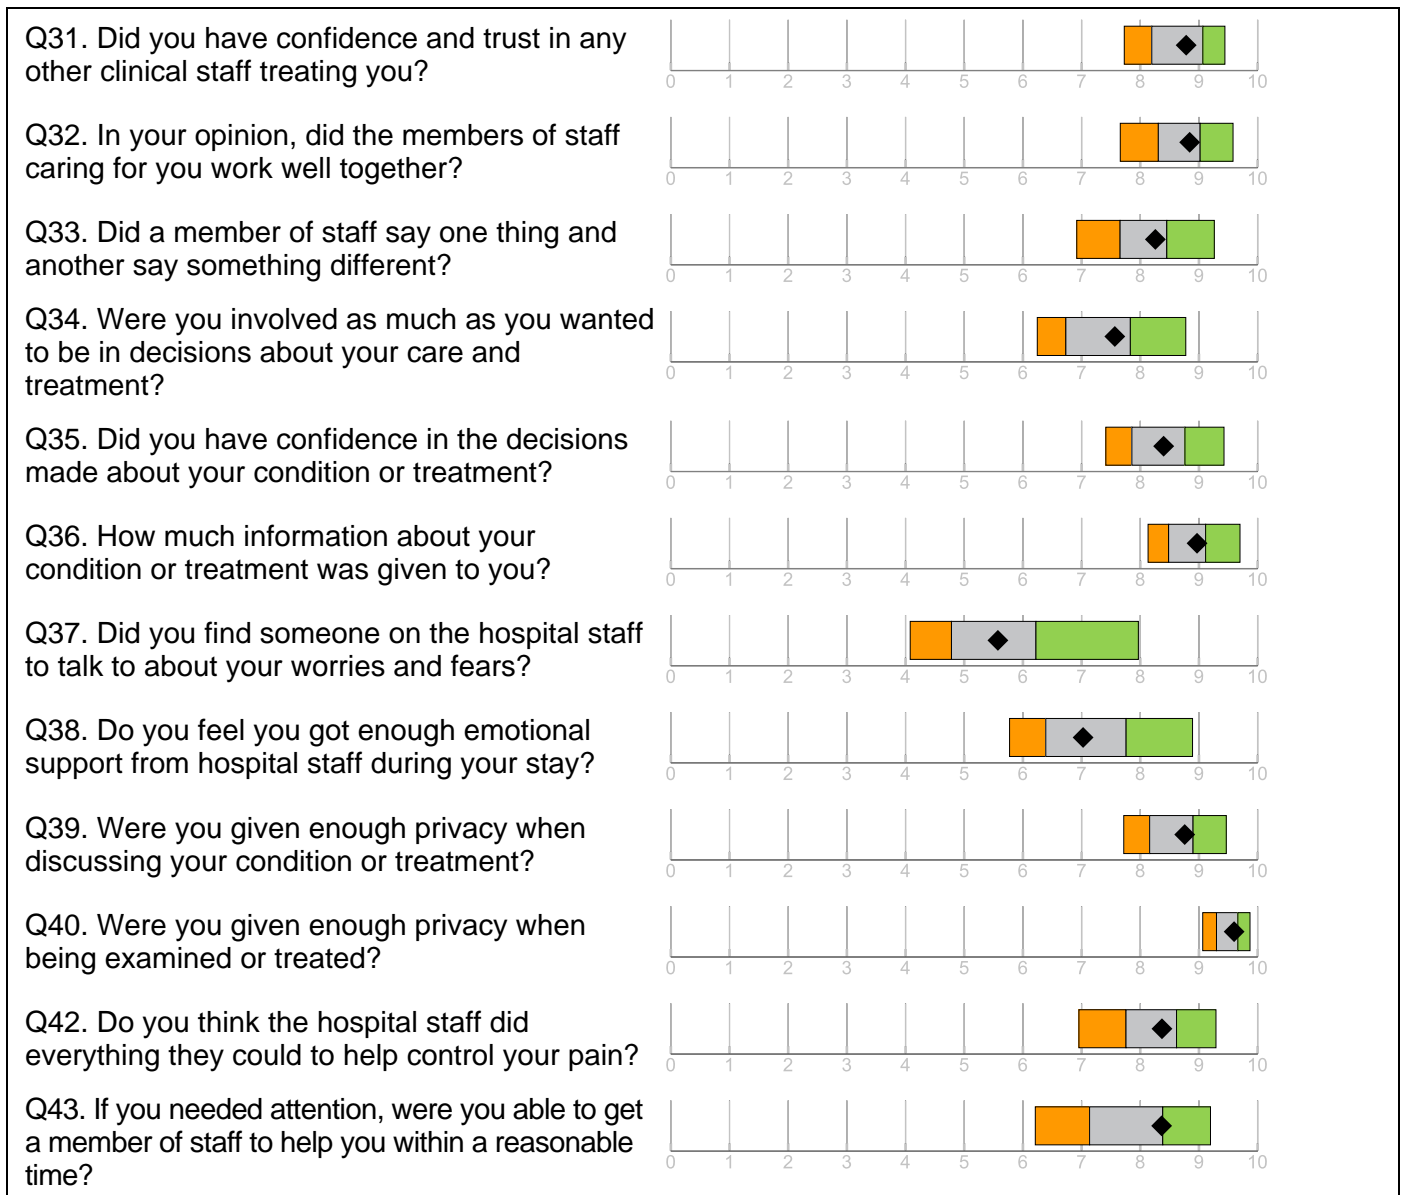 Q31. Did you have confidence and trust in any
other clinical staff treating you?
0 1 2 3 4 5 6 7 8 9 10
Q32. In your opinion, did the members of staff
caring for you work well together?
0 1 2 3 4 5 6 7 8 9 10
Q33. Did a member of staff say one thing and
another say something different?
0 1 2 3 4 5 6 7 8 9 10
Q34. Were you involved as much as you wanted
to be in decisions about your care and
treatment?
0 1 2 3 4 5 6 7 8 9 10
Q35. Did you have confidence in the decisions
made about your condition or treatment?
0 1 2 3 4 5 6 7 8 9 10
Q36. How much information about your
condition or treatment was given to you?
0 1 2 3 4 5 6 7 8 9 10
Q37. Did you find someone on the hospital staff
to talk to about your worries and fears?
0 1 2 3 4 5 6 7 8 9 10
Q38. Do you feel you got enough emotional
support from hospital staff during your stay?
0 1 2 3 4 5 6 7 8 9 10
Q39. Were you given enough privacy when
discussing your condition or treatment?
0 1 2 3 4 5 6 7 8 9 10
Q40. Were you given enough privacy when
being examined or treated?
0 1 2 3 4 5 6 7 8 9 10
Q42. Do you think the hospital staff did
everything they could to help control your pain?
0 1 2 3 4 5 6 7 8 9 10
Q43. If you needed attention, were you able to get
a member of staff to help you within a reasonable
time?
0 1 2 3 4 5 6 7 8 9 10